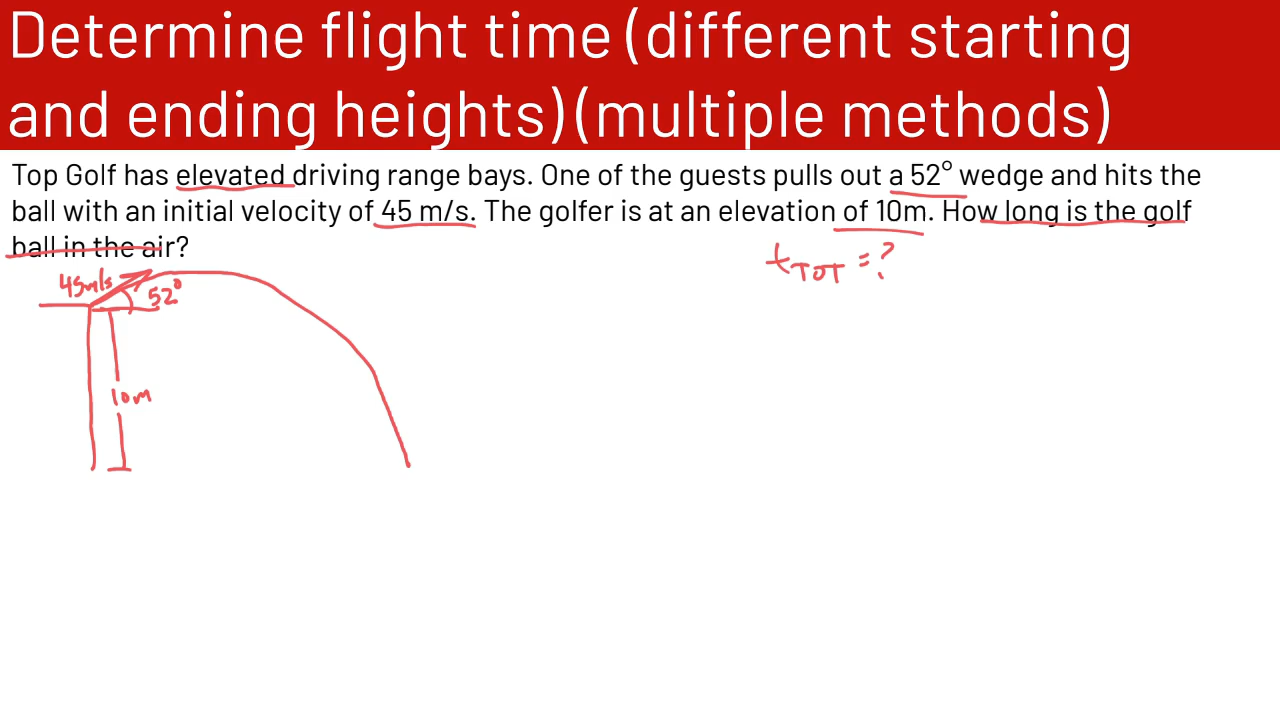 Determine flight time (different starting
and ending heights) (multiple methods)
Top Golf has elevated driving range bays. One of the guests pulls out a 52° wedge and hits the
ball with an initial velocity of 45 m/s. The golfer is at an elevation of 10m. How long is the golf
ball in the air?
tTOT = ?
45m/s
52°
10m